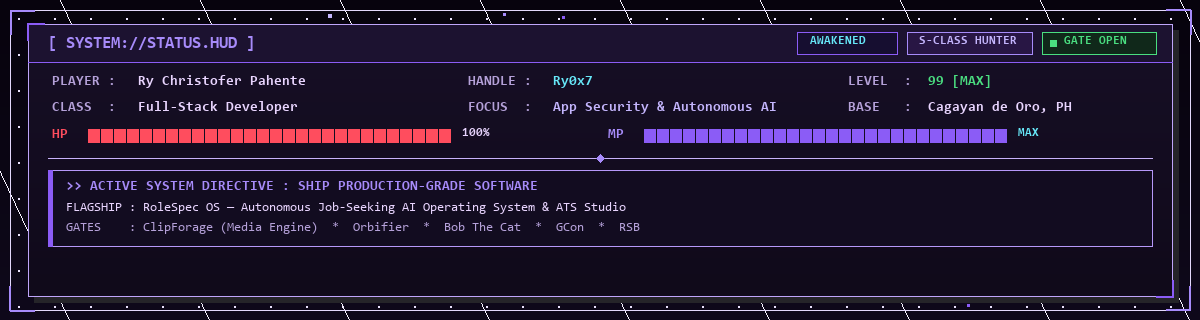 [ SYSTEM://STATUS.HUD ] AWAKENED S-CLASS HUNTER GATE OPEN
PLAYER : Ry Christofer Pahente HANDLE : Ry0x7 LEVEL : 99 [MAX]
CLASS : Full-Stack Developer FOCUS : App Security & Autonomous AI BASE : Cagayan de Oro, PH
HP 100% MP MAX
>> ACTIVE SYSTEM DIRECTIVE : SHIP PRODUCTION-GRADE SOFTWARE
FLAGSHIP : RoleSpec OS — Autonomous Job-Seeking AI Operating System & ATS Studio
GATES : ClipForage (Media Engine) * Orbifier * Bob The Cat * GCon * RSB